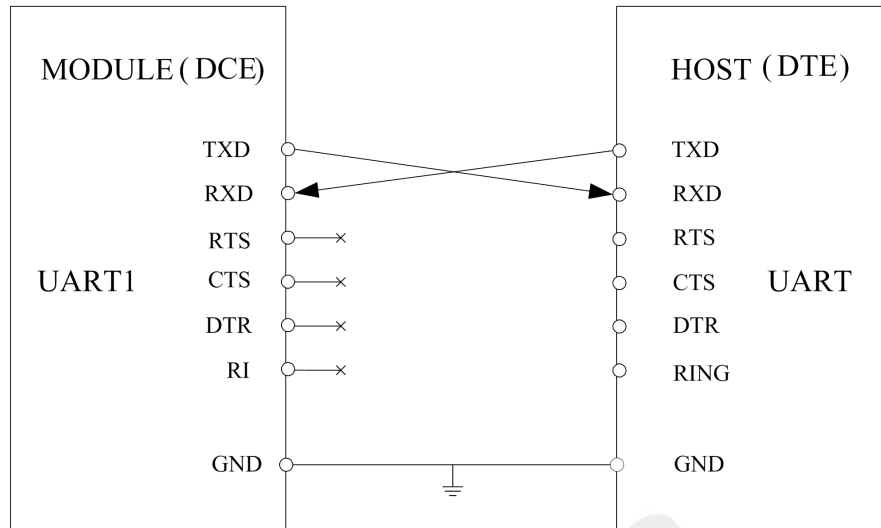 MODULE (DCE)
HOST (DTE)
TXD
TXD
RXD
RXD
RTS
RTS
UART1
CTS
CTS
UART
DTR
DTR
RI
RING
GND
GND